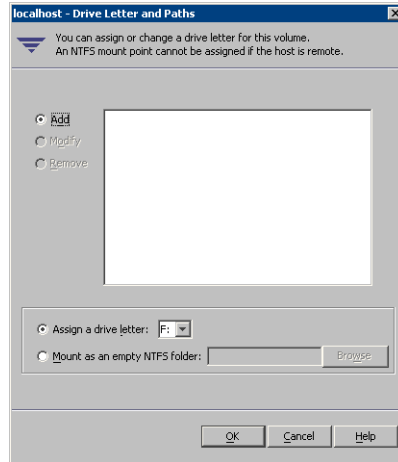 localhost - Drive Letter and Paths
You can assign or change a drive letter for this volume.
An NTFS mount point cannot be assigned if the host is remote.
Add
Modify
Remove
Assign a drive letter: F:
Mount as an empty NTFS folder: Browse
OK Cancel Help